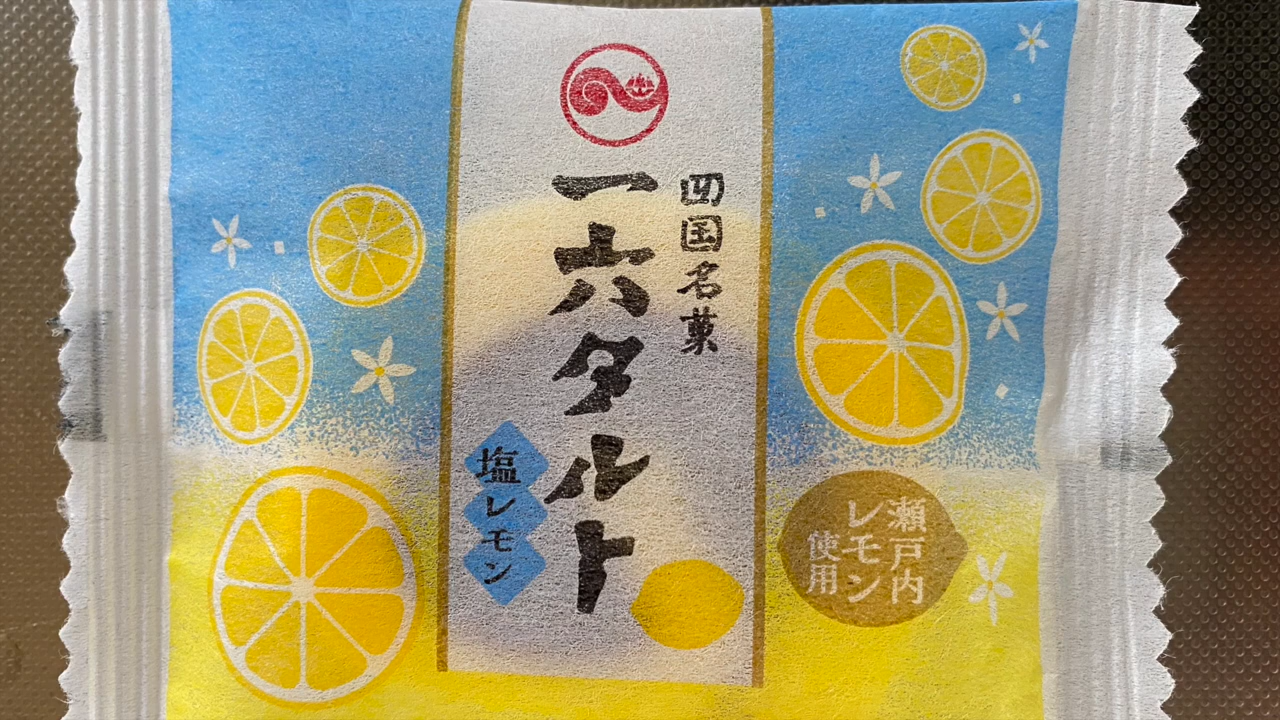 四国名菓
一六タルト
塩レモン
瀬戸内
レモン
使用